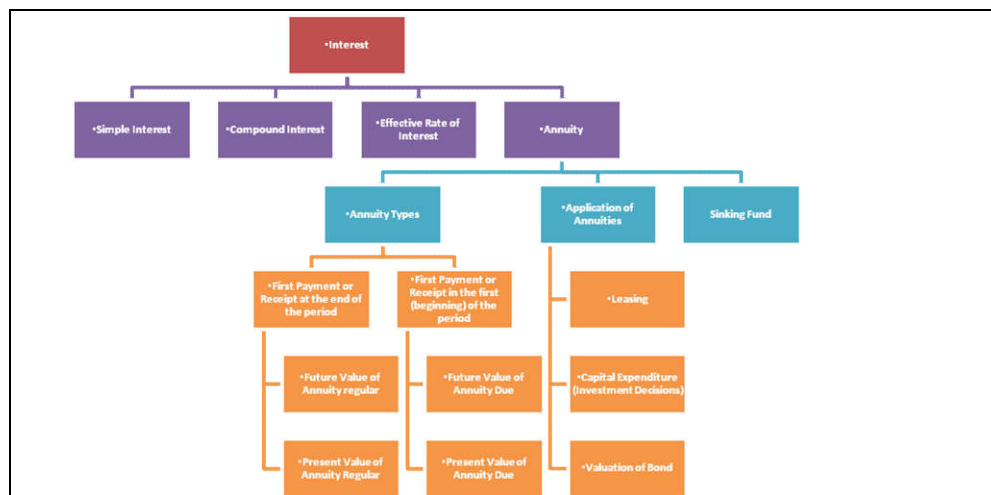 •Interest
•Simple Interest
•Compound Interest
•Effective Rate of
Interest
•Annuity
•Annuity Types
•Application of
Annuities
Sinking Fund
•First Payment or
Receipt at the end of
the period
•First Payment or
Receipt in the first
(beginning) of the
period
•Leasing
•Future Value of
Annuity regular
•Future Value of
Annuity Due
•Capital Expenditure
(Investment Decisions)
•Present Value of
Annuity Regular
•Present Value of
Annuity Due
•Valuation of Bond